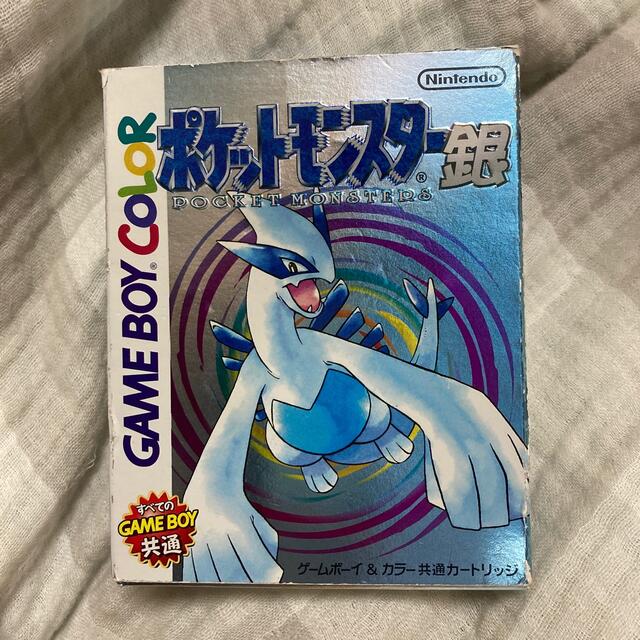 Nintendo
ポケットモンスター銀
POCKET MONSTERS®
GAME BOY® COLOR
すべての
GAME BOY
共通
ゲームボーイ&カラー共通カートリッジ